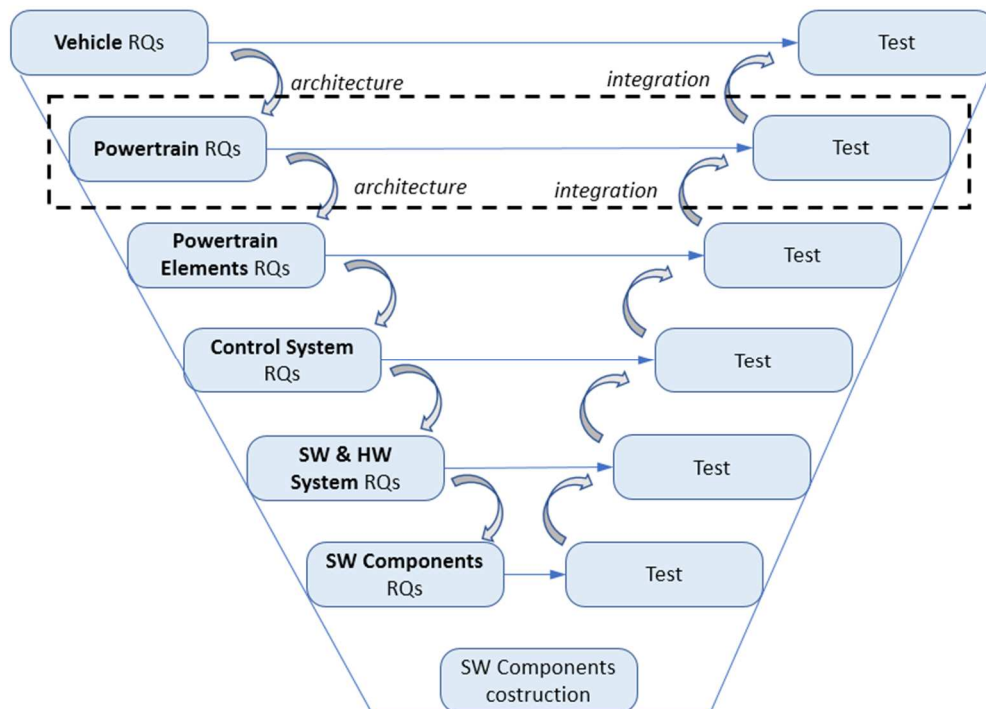 Vehicle RQs
Test
architecture
integration
Powertrain RQs
Test
architecture
integration
Powertrain
Elements RQs
Test
Control System
RQs
Test
SW & HW
System RQs
Test
SW Components
RQs
Test
SW Components
costruction